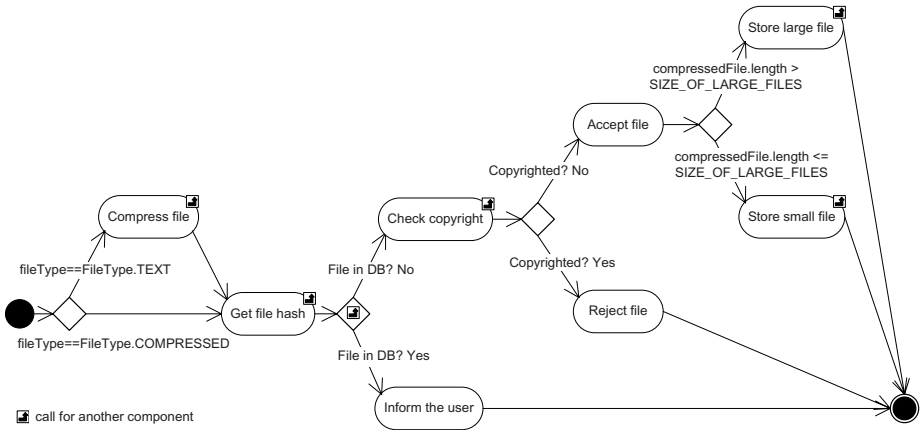 Store large file
compressedFile.length >
SIZE_OF_LARGE_FILES
Accept file
compressedFile.length <=
SIZE_OF_LARGE_FILES
Copyrighted? No
Compress file
Check copyright
Store small file
fileType==FileType.TEXT
File in DB? No
Copyrighted? Yes
Get file hash
Reject file
fileType==FileType.COMPRESSED
File in DB? Yes
Inform the user
call for another component